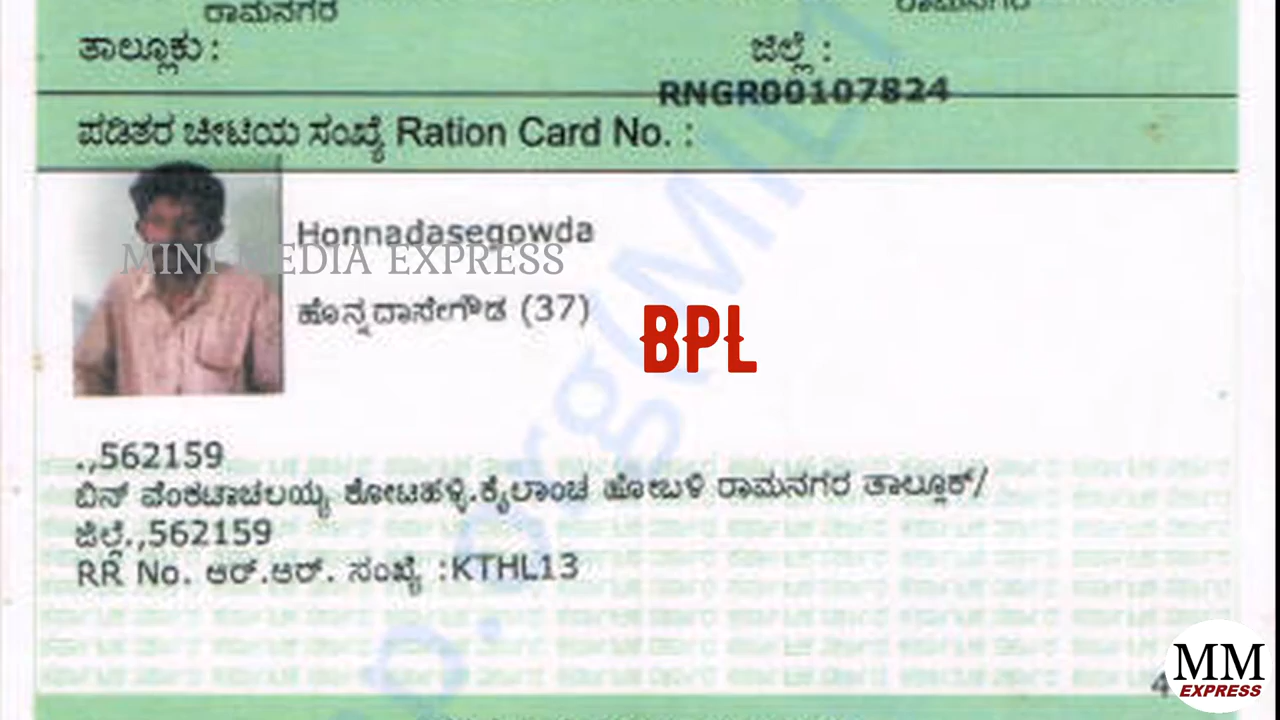 ರಾಮನಗರ ರಾಮನಗರ
ತಾಲ್ಲೂಕು : ಜಿಲ್ಲೆ :
RNGR00107824
ಪಡಿತರ ಚೀಟಿಯ ಸಂಖ್ಯೆ Ration Card No. :
Honnadasegowda
MINI MEDIA EXPRESS
ಹೊನ್ನದಾಸೇಗೌಡ (37)
BPL
.,562159
ಬಿನ್ ವೆಂಕಟಾಚಲಯ್ಯ ಕೋಟಹಳ್ಳಿ.ಕೈಲಾಂಚ ಹೋಬಳಿ ರಾಮನಗರ ತಾಲ್ಲೂಕ್/
ಜಿಲ್ಲೆ.,562159
RR No. ಆರ್.ಆರ್. ಸಂಖ್ಯೆ :KTHL13
MM
EXPRESS